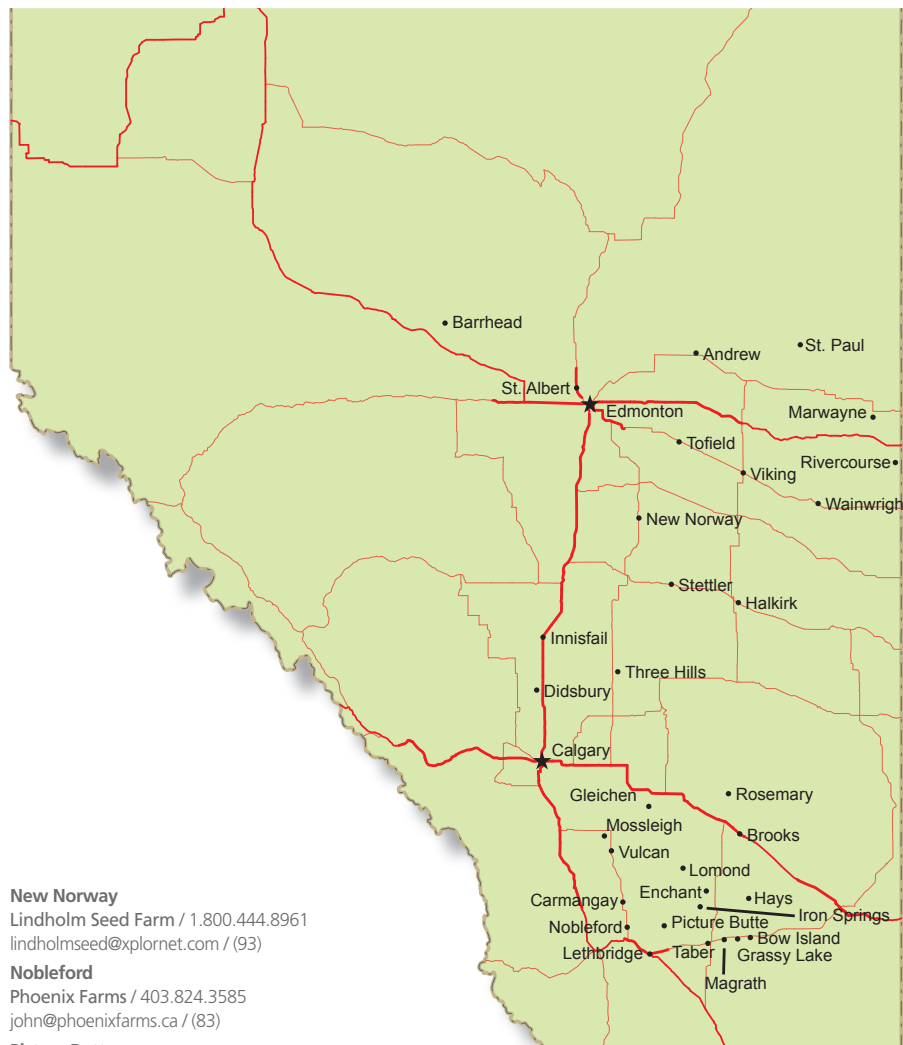 Barrhead
St. Paul
Andrew
St. Albert
Edmonton
Marwayne
Tofield
Rivercourse
Viking
Wainwrigh
New Norway
Stettler
Halkirk
Innisfail
Three Hills
Didsbury
Calgary
Gleichen
Rosemary
Mossleigh
Brooks
Vulcan
Lomond
Enchant
Hays
Carmangay
Iron Springs
Picture Butte
Nobleford
Bow Island
Lethbridge
Taber
Grassy Lake
Magrath
New Norway
Lindholm Seed Farm / 1.800.444.8961
lindholmseed@xplornet.com / (93)
Nobleford
Phoenix Farms / 403.824.3585
john@phoenixfarms.ca / (83)